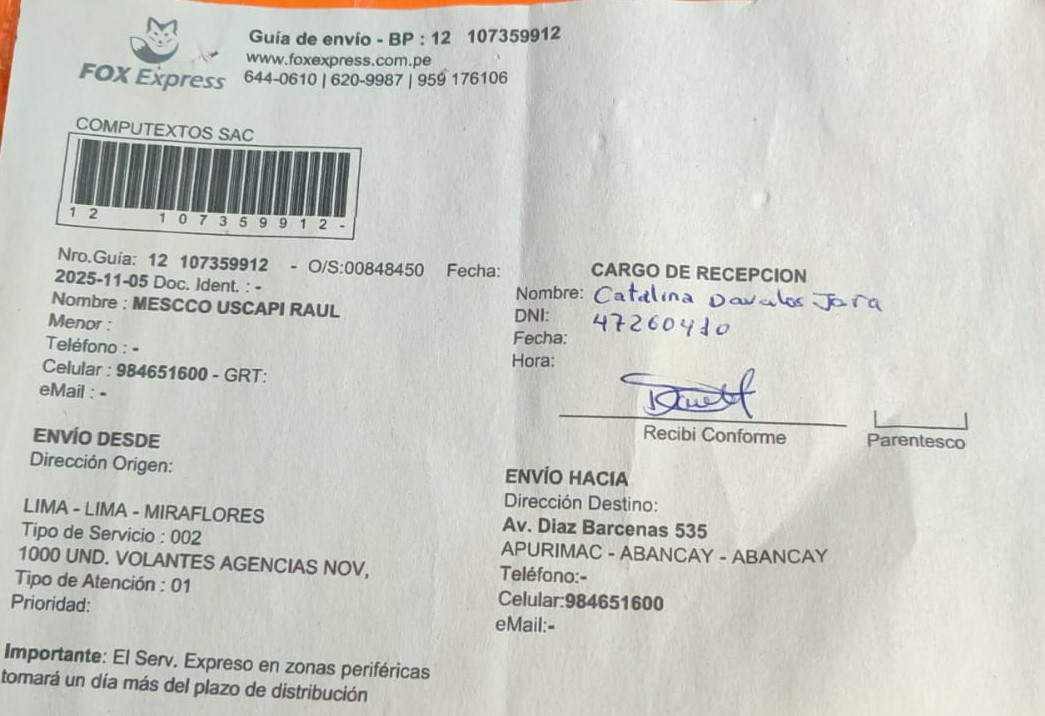 FOX Express
Guía de envío - BP : 12 107359912
www.foxexpress.com.pe
644-0610 | 620-9987 | 959 176106
COMPUTEXTOS SAC
12 107359912-
Nro.Guia: 12 107359912 - O/S:00848450 Fecha:
2025-11-05 Doc. Ident. : -
Nombre : MESCCO USCAPI RAUL
Menor :
Teléfono : -
Celular : 984651600 - GRT:
eMail : -
CARGO DE RECEPCION
Nombre: Catalina Davalos Jara
DNI: 47260410
Fecha:
Hora:
Recibi Conforme
Parentesco
ENVÍO DESDE
Dirección Origen:
LIMA - LIMA - MIRAFLORES
Tipo de Servicio : 002
1000 UND. VOLANTES AGENCIAS NOV,
Tipo de Atención : 01
Prioridad:
ENVÍO HACIA
Dirección Destino:
Av. Diaz Barcenas 535
APURIMAC - ABANCAY - ABANCAY
Teléfono:-
Celular:984651600
eMail:-
Importante: El Serv. Expreso en zonas periféricas
tomará un día más del plazo de distribución